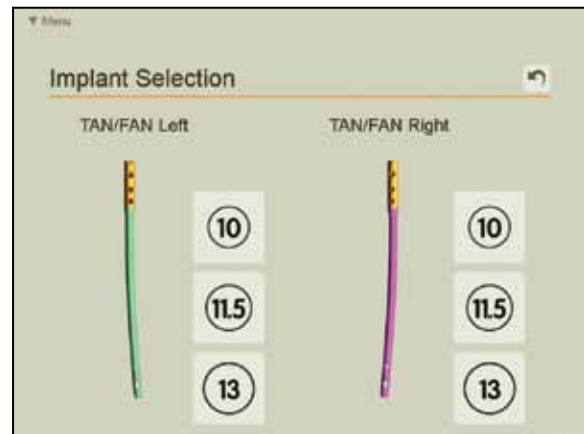 ▼ Menu
Implant Selection
TAN/FAN Left
TAN/FAN Right
10
10
11.5
11.5
13
13